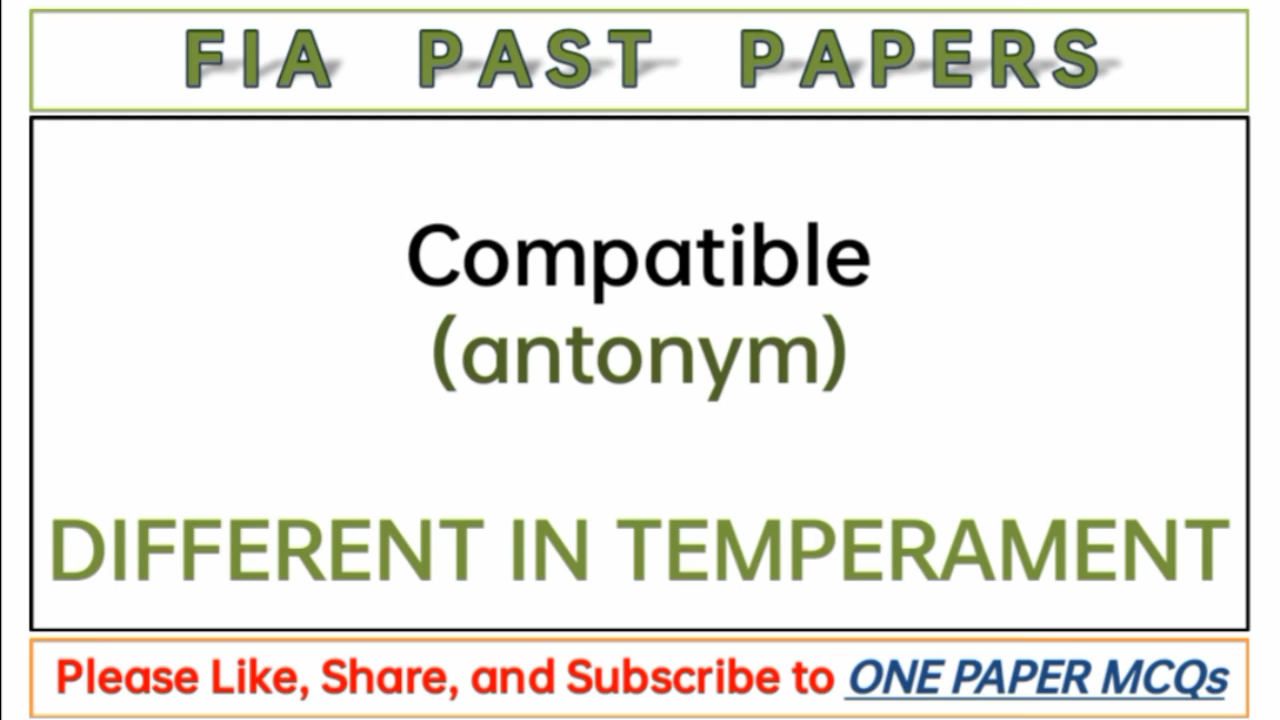 FIA PAST PAPERS
Compatible
(antonym)
DIFFERENT IN TEMPERAMENT
Please Like, Share, and Subscribe to ONE PAPER MCQs